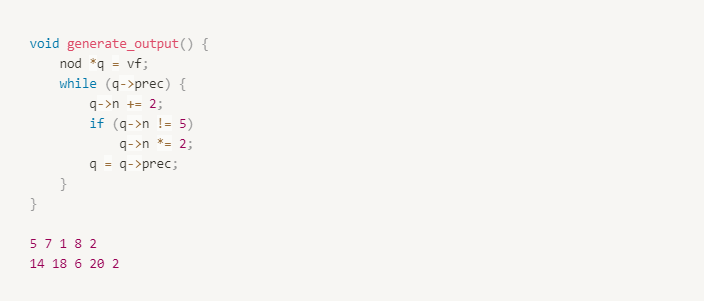 void generate_output() {
    nod *q = vf;
    while (q->prec) {
        q->n += 2;
        if (q->n != 5)
            q->n *= 2;
        q = q->prec;
    }
}
5 7 1 8 2
14 18 6 20 2